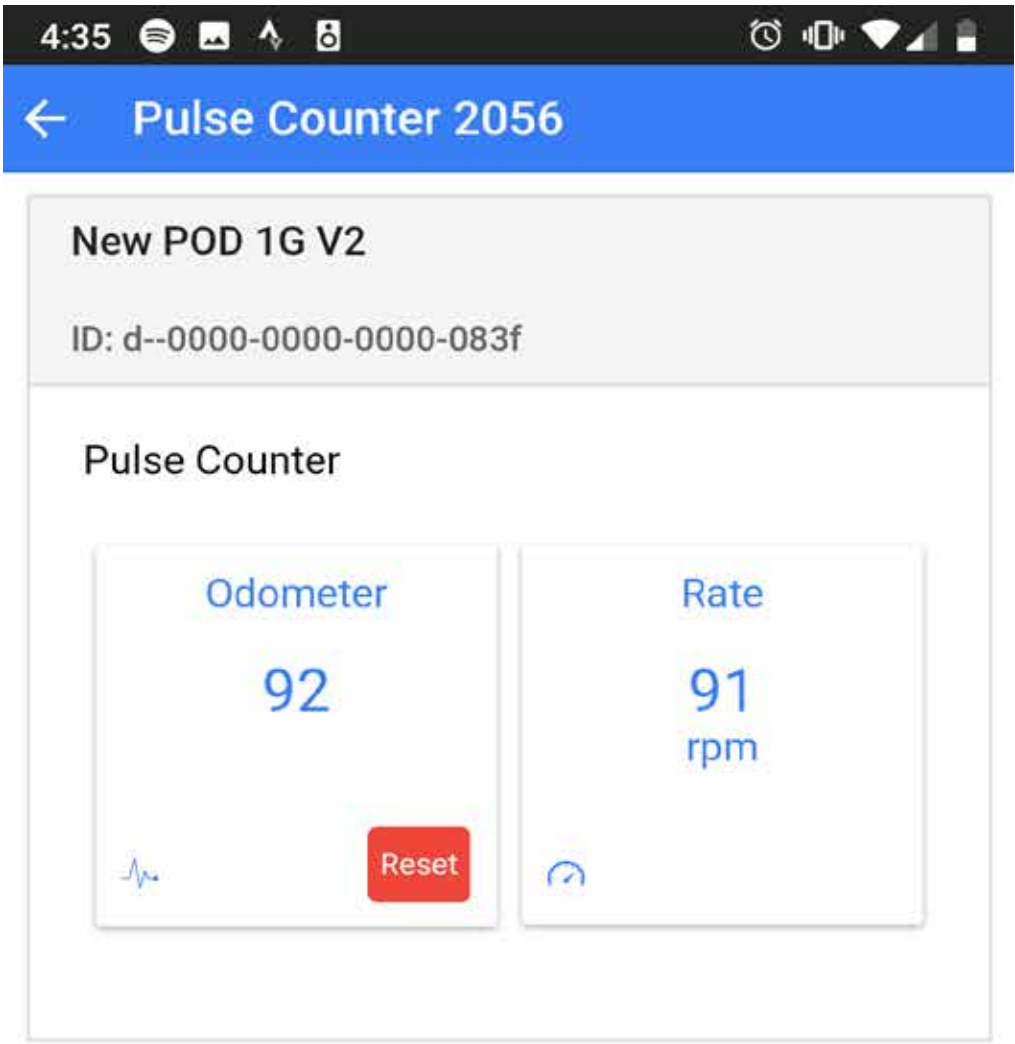 4:35
Pulse Counter 2056
New POD 1G V2
ID: d--0000-0000-0000-083f
Pulse Counter
Odometer
92
Reset
Rate
91
rpm